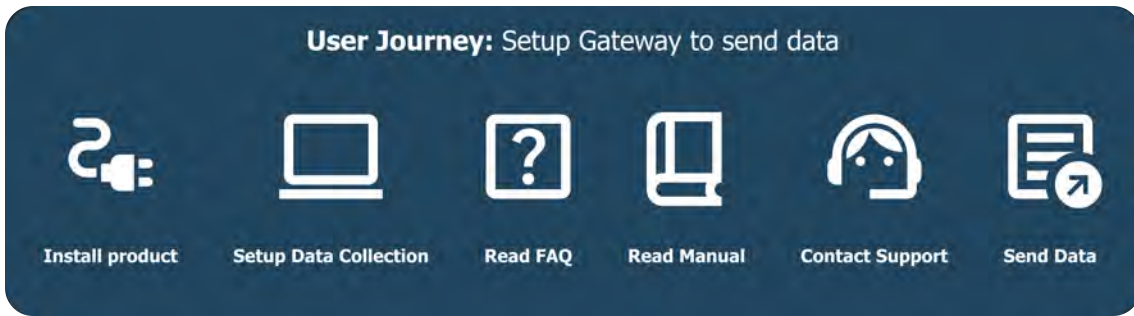 User Journey: Setup Gateway to send data
Install product
Setup Data Collection
Read FAQ
Read Manual
Contact Support
Send Data